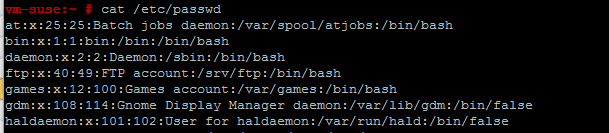 vm-suse:~ # cat /etc/passwd
at:x:25:25:Batch jobs daemon:/var/spool/atjobs:/bin/bash
bin:x:1:1:bin:/bin:/bin/bash
daemon:x:2:2:Daemon:/sbin:/bin/bash
ftp:x:40:49:FTP account:/srv/ftp:/bin/bash
games:x:12:100:Games account:/var/games:/bin/bash
gdm:x:108:114:Gnome Display Manager daemon:/var/lib/gdm:/bin/false
haldaemon:x:101:102:User for haldaemon:/var/run/hald:/bin/false